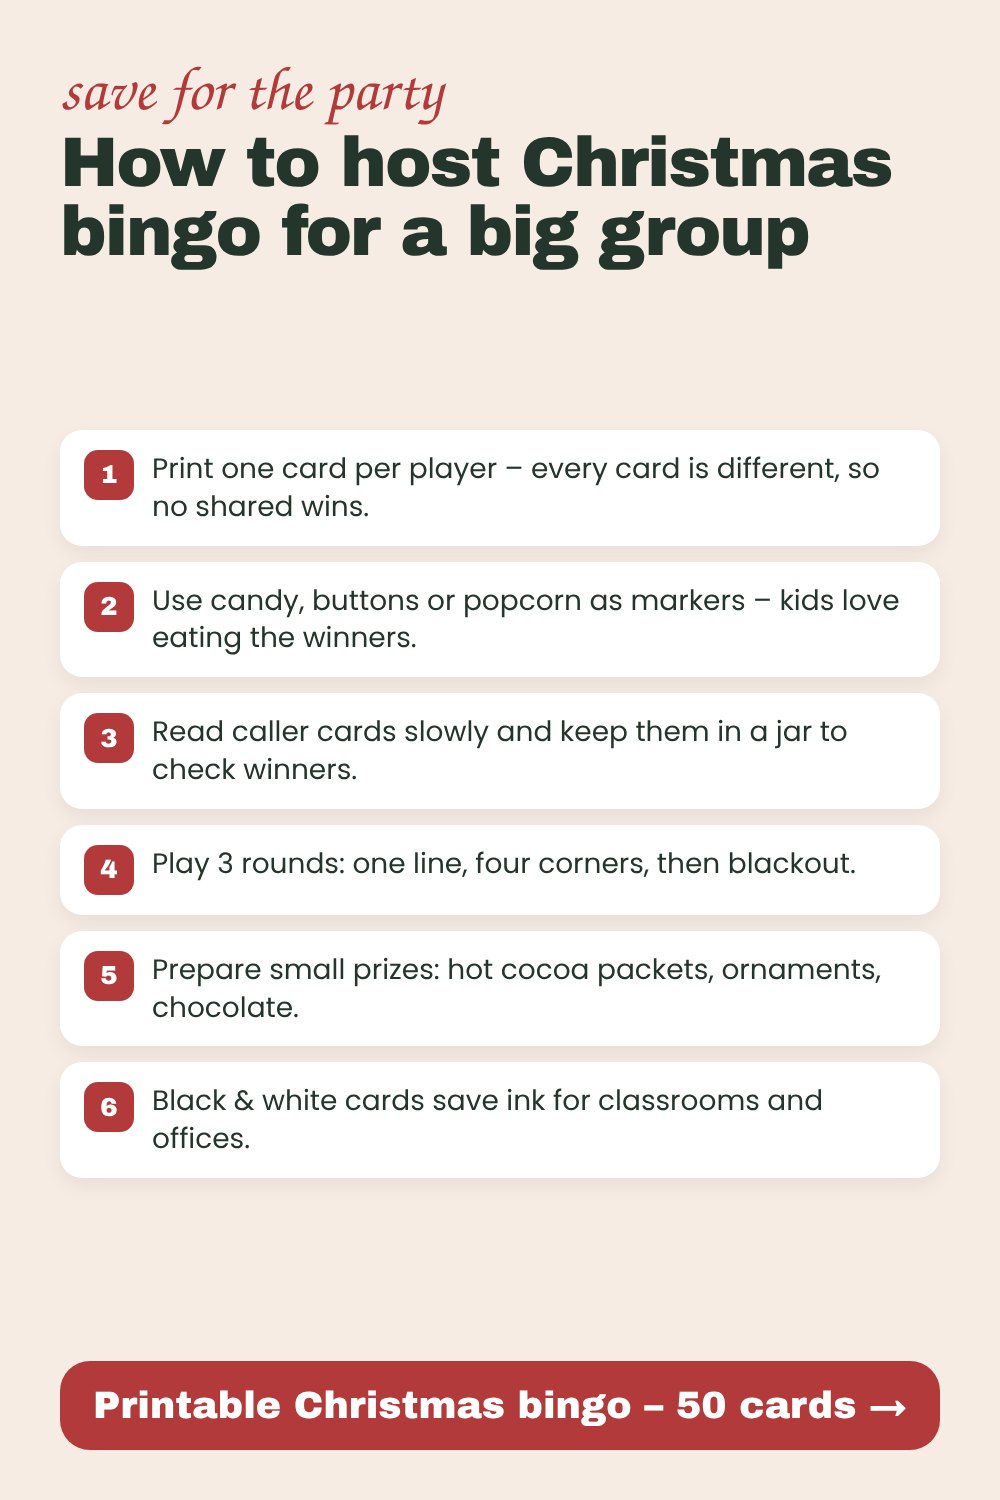 save for the party
How to host Christmas
bingo for a big group
1 Print one card per player – every card is different, so
no shared wins.
2 Use candy, buttons or popcorn as markers – kids love
eating the winners.
3 Read caller cards slowly and keep them in a jar to
check winners.
4 Play 3 rounds: one line, four corners, then blackout.
5 Prepare small prizes: hot cocoa packets, ornaments,
chocolate.
6 Black & white cards save ink for classrooms and
offices.
Printable Christmas bingo – 50 cards →